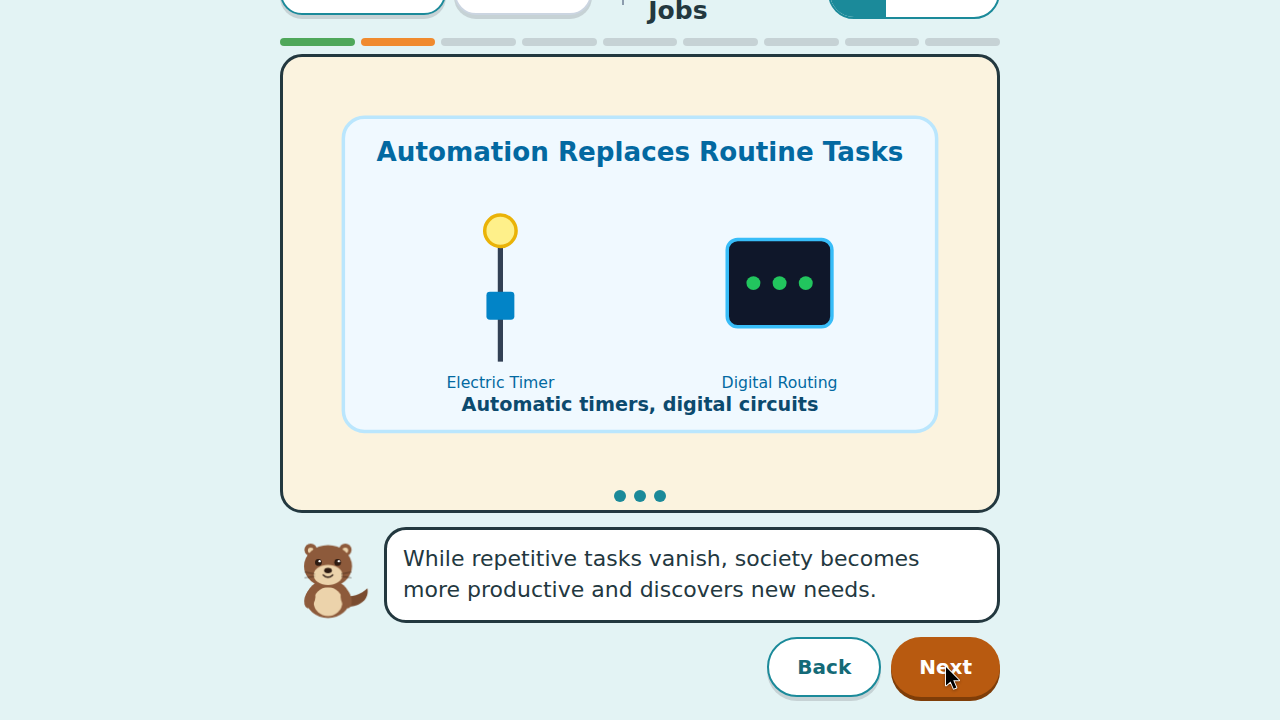 Jobs
Automation Replaces Routine Tasks
Electric Timer
Digital Routing
Automatic timers, digital circuits
While repetitive tasks vanish, society becomes
more productive and discovers new needs.
Back
Next